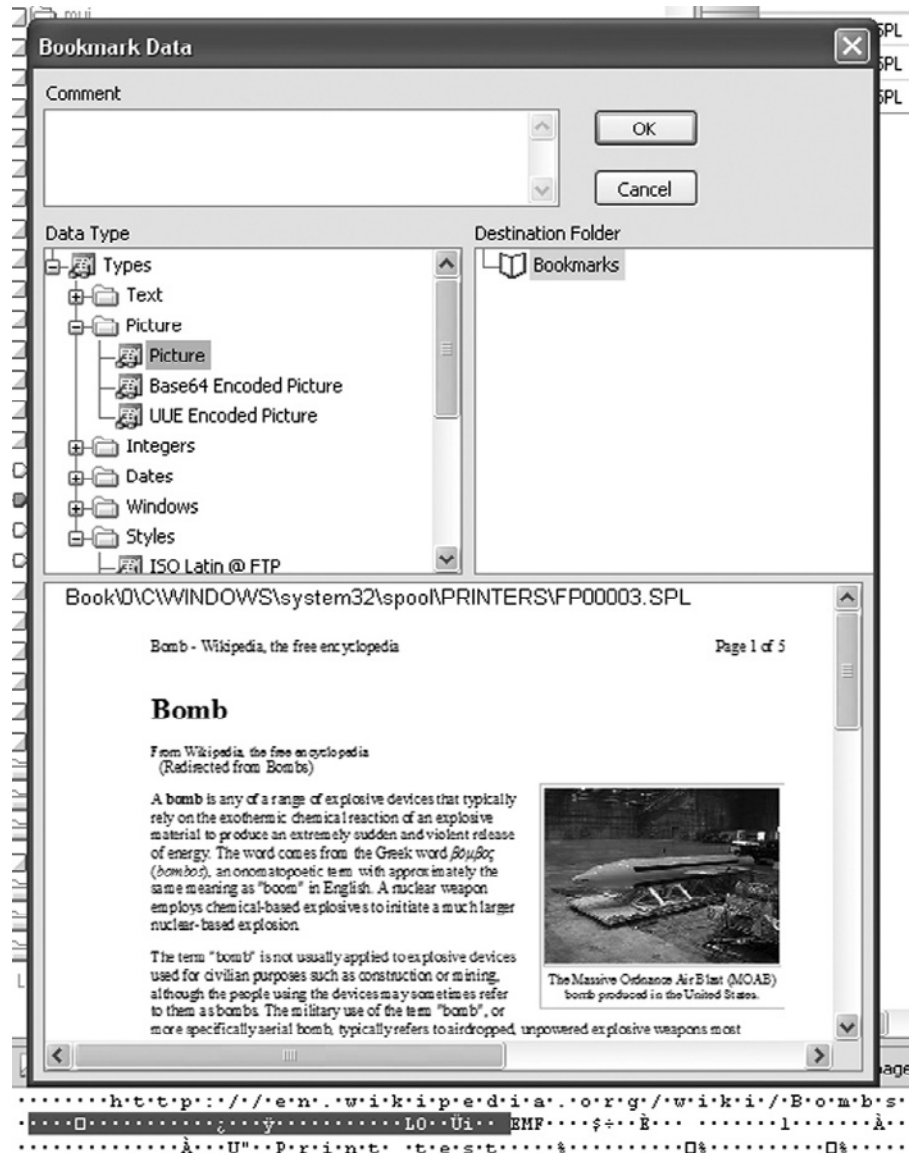 mui
Bookmark Data
SPL
SPL
SPL
Comment
OK
Cancel
Data Type
Destination Folder
Types
Bookmarks
Text
Picture
Picture
Base64 Encoded Picture
UUE Encoded Picture
Integers
Dates
Windows
Styles
ISO Latin @ FTP
Book\0\C\WINDOWS\system32\spool\PRINTERS\FP00003.SPL
Bomb - Wikipedia, the free encyclopedia
Page 1 of 5
Bomb
From Wikipedia, the free encyclopedia
(Redirected from Bombs)
A bomb is any of a range of explosive devices that typically
rely on the exothermic chemical reaction of an explosive
material to produce an extremely sudden and violent release
of energy. The word comes from the Greek word βόμβος
(bombos), an onomatopoetic term with approximately the
same meaning as "boom" in English. A nuclear weapon
employs chemical-based explosives to initiate a much larger
nuclear-based explosion.
The Massive Ordnance Air Blast (MOAB)
bomb produced in the United States.
The term "bomb" is not usually applied to explosive devices
used for civilian purposes such as construction or mining,
although the people using the devices may sometimes refer
to them as bombs. The military use of the term "bomb", or
more specifically aerial bomb, typically refers to airdropped, unpowered explosive weapons most
age
h·t·t·p·:·/·/·e·n·.·w·i·k·i·p·e·d·i·a·.·o·r·g·/·w·i·k·i·/·B·o·m·b·s·
LO··Üi·· EMF····$÷··È···
À···U"··P·r·i·n·t· ·t·e·s·t·